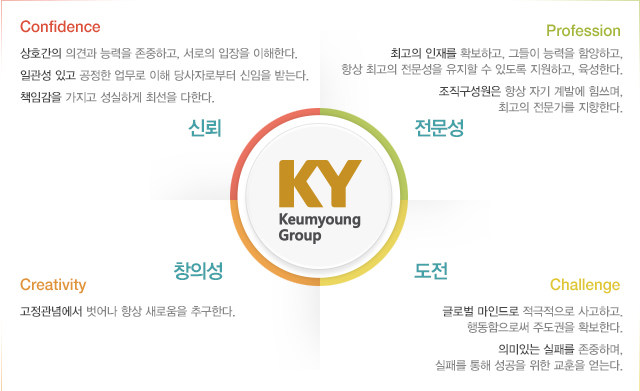 Confidence
상호간의 의견과 능력을 존중하고, 서로의 입장을 이해한다.
일관성 있고 공정한 업무로 이해 당사자로부터 신임을 받는다.
책임감을 가지고 성실하게 최선을 다한다.
신뢰
Profession
최고의 인재를 확보하고, 그들이 능력을 함양하고,
항상 최고의 전문성을 유지할 수 있도록 지원하고, 육성한다.
조직구성원은 항상 자기 계발에 힘쓰며,
최고의 전문가를 지향한다.
전문성
KY
Keumyoung
Group
창의성
Creativity
고정관념에서 벗어나 항상 새로움을 추구한다.
도전
Challenge
글로벌 마인드로 적극적으로 사고하고,
행동함으로써 주도권을 확보한다.
의미있는 실패를 존중하며,
실패를 통해 성공을 위한 교훈을 얻는다.